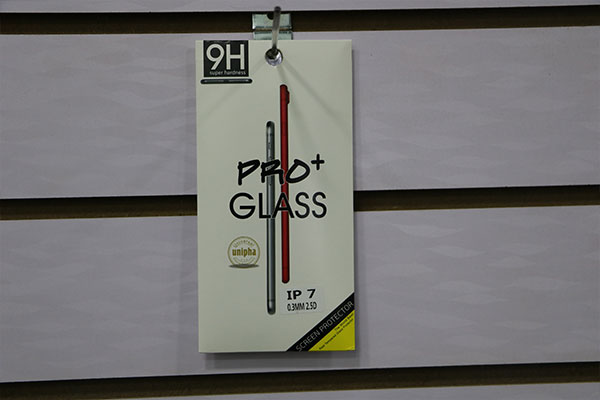 9H
super hardness
PRO+
GLASS
unipha
IP 7
0.3MM 2.5D
SCREEN PROTECTOR